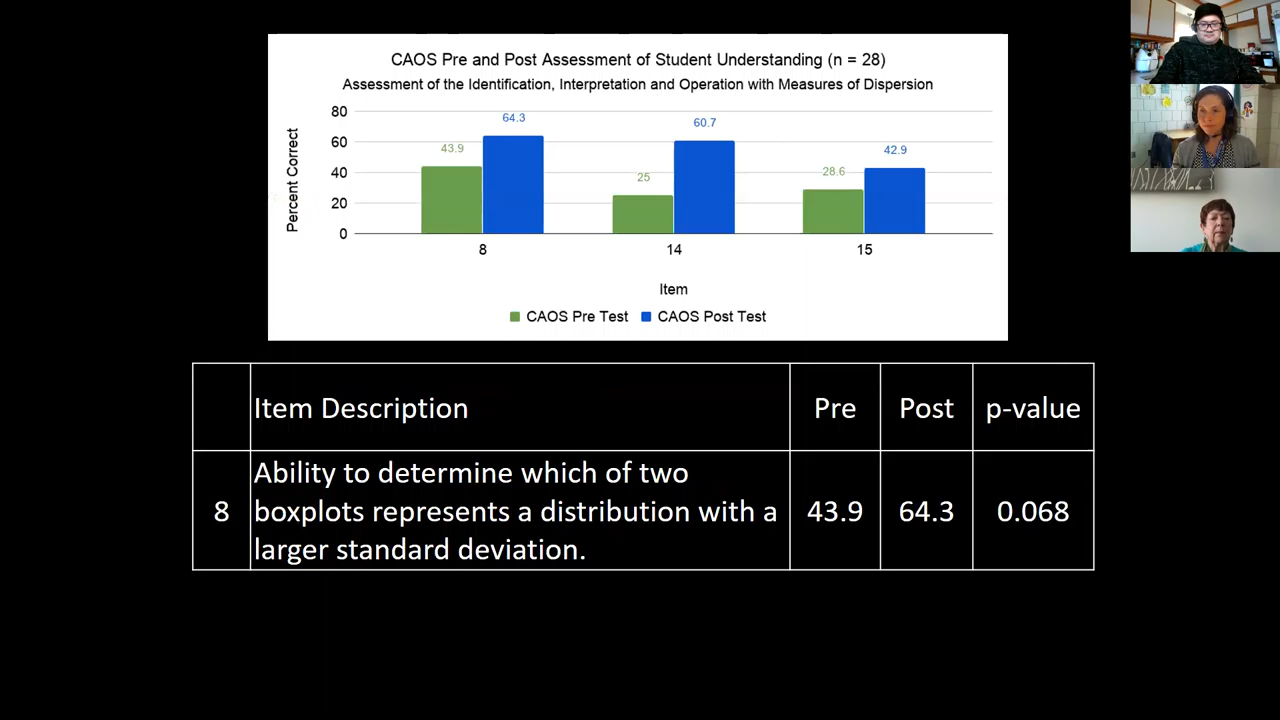 CAOS Pre and Post Assessment of Student Understanding (n = 28)
Assessment of the Identification, Interpretation and Operation with Measures of Dispersion
Percent Correct
80
60
40
20
0
43.9
64.3
25
60.7
28.6
42.9
8
14
15
Item
CAOS Pre Test
CAOS Post Test
Item Description
Pre
Post
p-value
8
Ability to determine which of two
boxplots represents a distribution with a
larger standard deviation.
43.9
64.3
0.068